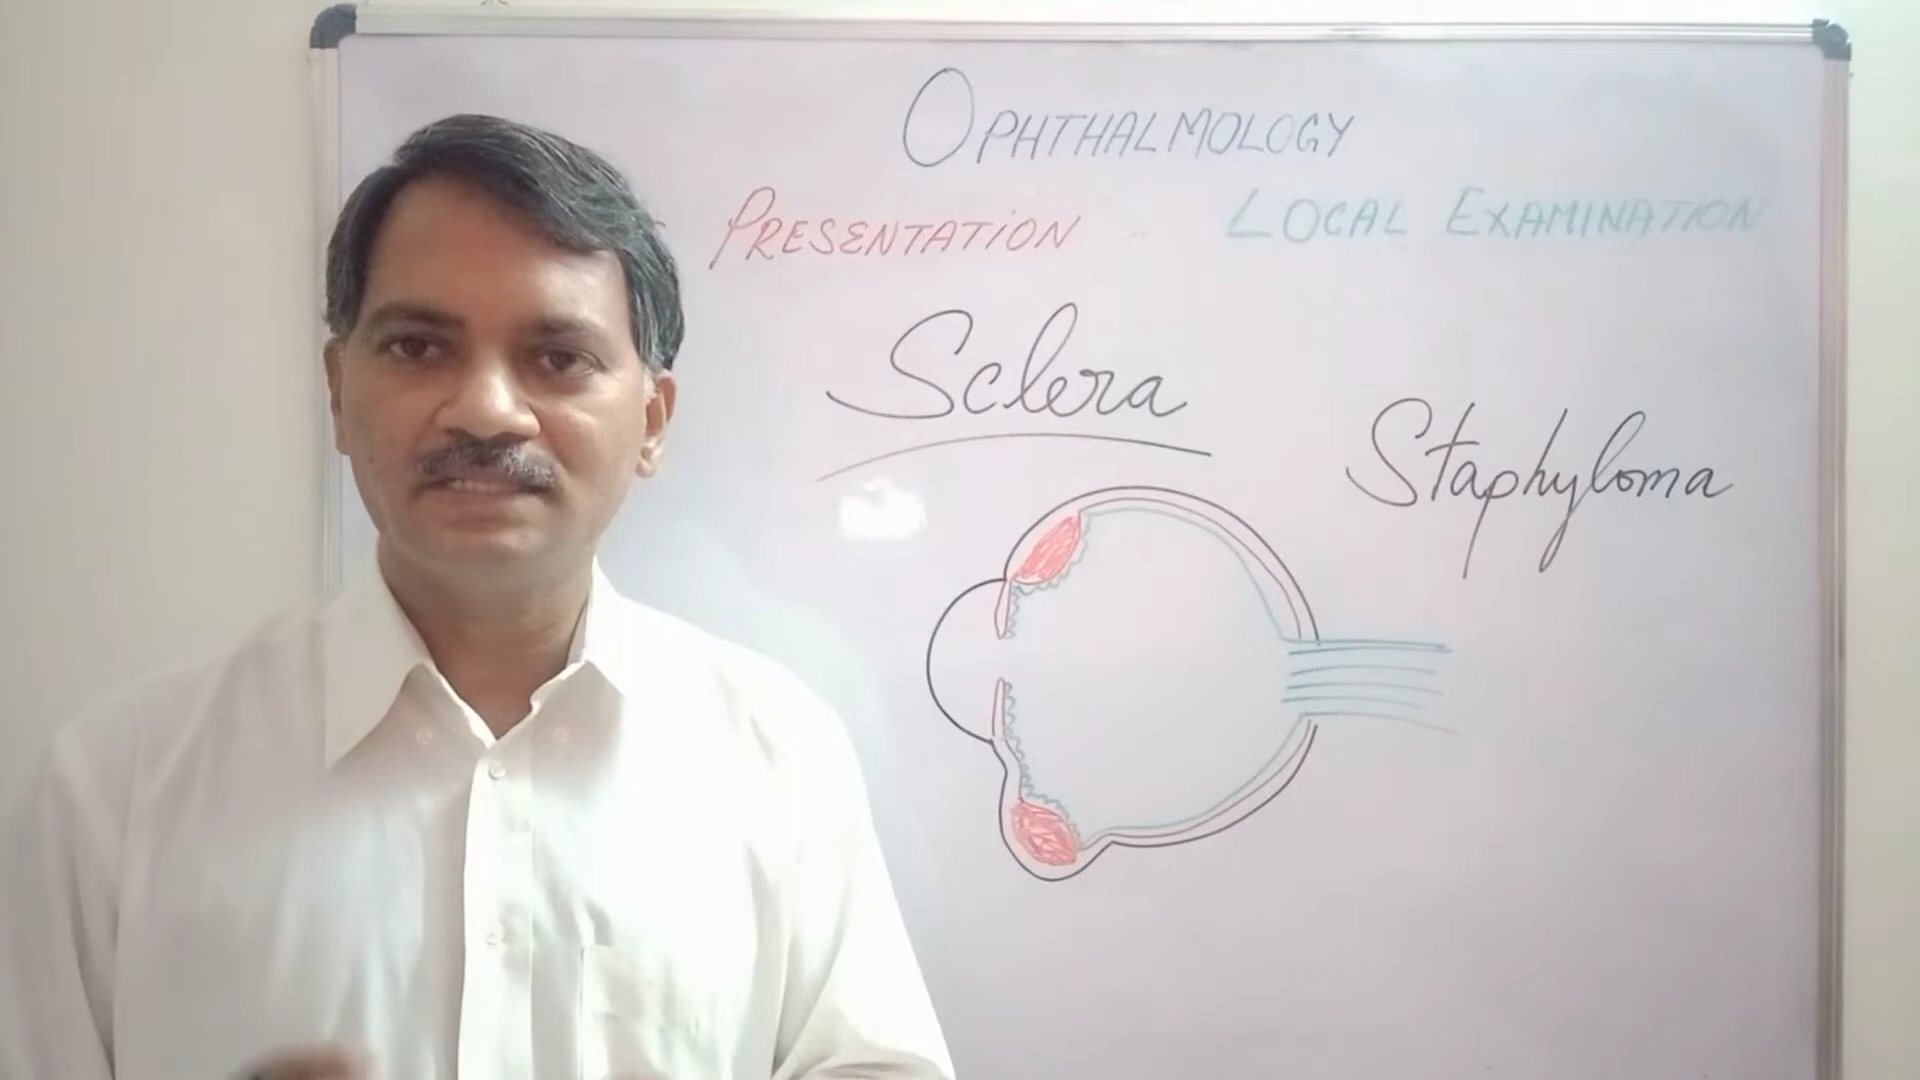 OPHTHALMOLOGY
PRESENTATION LOCAL EXAMINATION
Sclera
Staphyloma